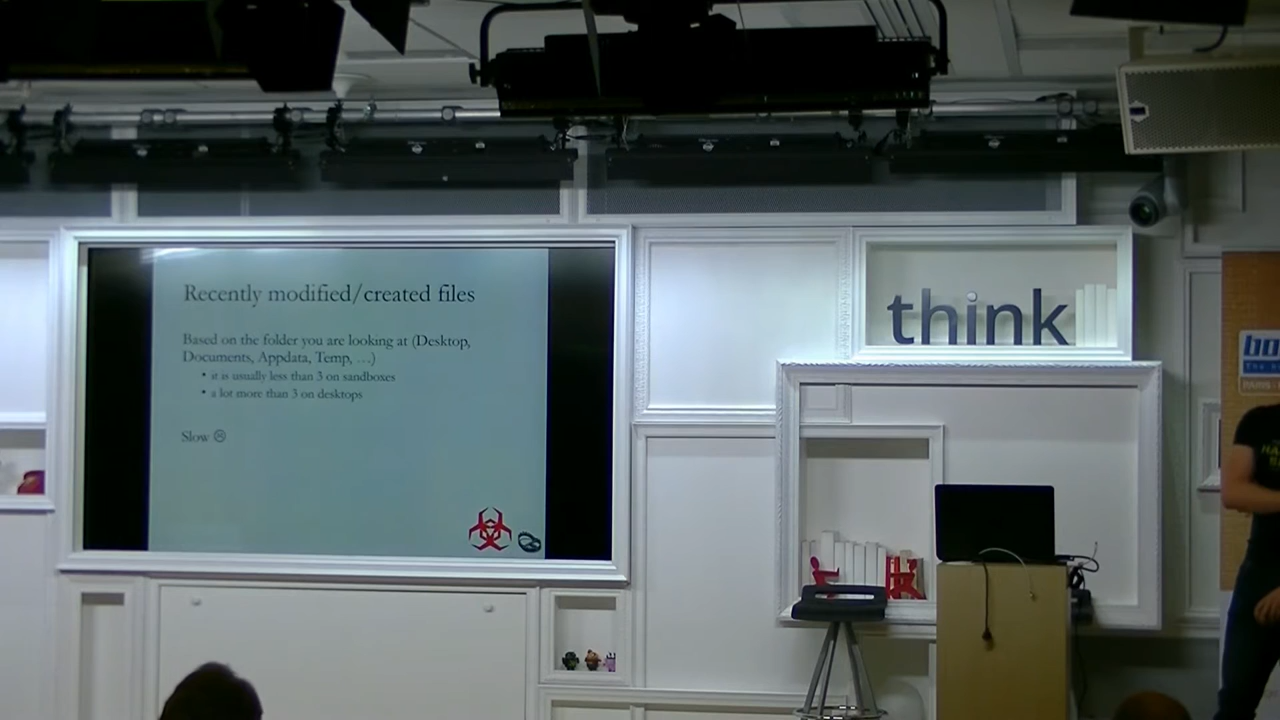 Recently modified/created files
Based on the folder you are looking at (Desktop,
Documents, Appdata, Temp, …)
• it is usually less than 3 on sandboxes
• a lot more than 3 on desktops
Slow ☹
think